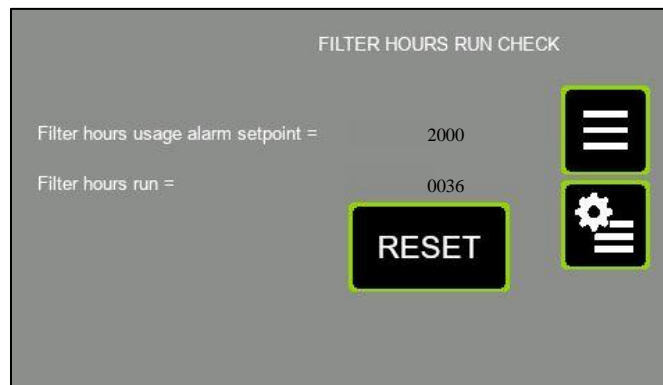 FILTER HOURS RUN CHECK
Filter hours usage alarm setpoint = 2000
Filter hours run = 0036
RESET